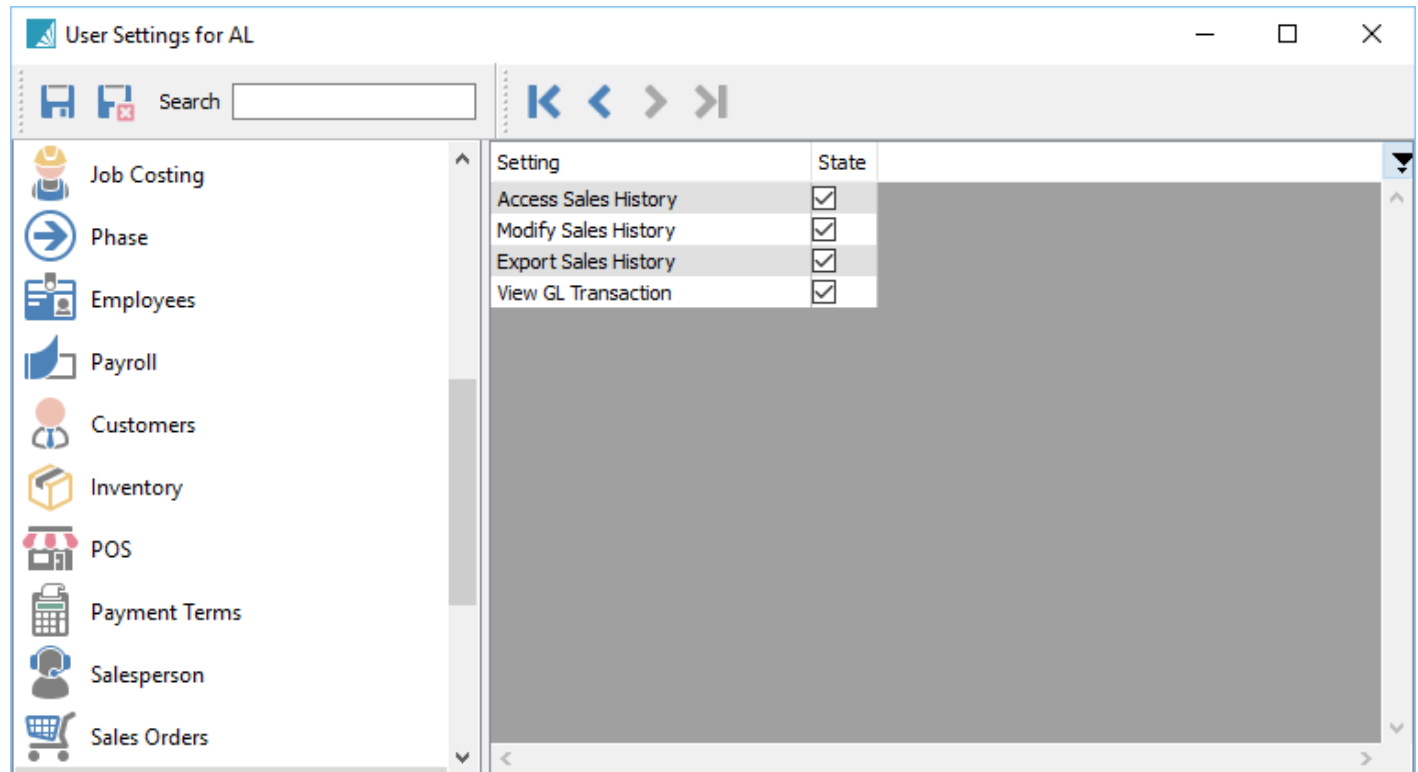 User Settings for AL
Search
Job Costing
Phase
Employees
Payroll
Customers
Inventory
POS
Payment Terms
Salesperson
Sales Orders
Setting State
Access Sales History
Modify Sales History
Export Sales History
View GL Transaction